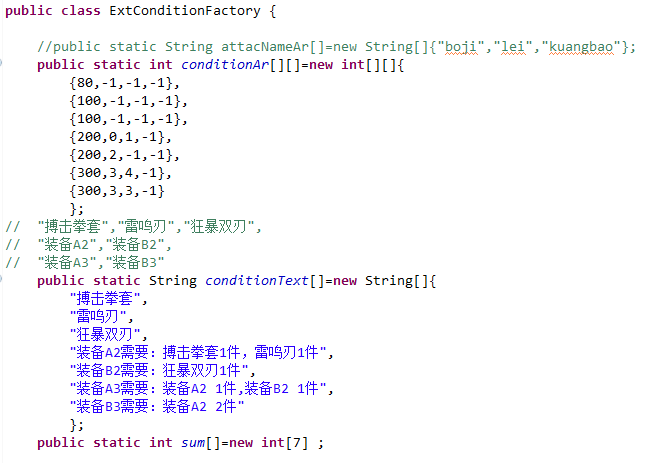 public class ExtConditionFactory {
//public static String attacNameAr[]=new String[]{"boji","lei","kuangbao"};
public static int conditionAr[][]=new int[][]{
{80,-1,-1,-1},
{100,-1,-1,-1},
{100,-1,-1,-1},
{200,0,1,-1},
{200,2,-1,-1},
{300,3,4,-1},
{300,3,3,-1}
};
// "搏击拳套","雷鸣刃","狂暴双刃",
// "装备A2","装备B2",
// "装备A3","装备B3"
public static String conditionText[]=new String[]{
"搏击拳套",
"雷鸣刃",
"狂暴双刃",
"装备A2需要：搏击拳套1件，雷鸣刃1件",
"装备B2需要：狂暴双刃1件",
"装备A3需要：装备A2 1件,装备B2 1件",
"装备B3需要：装备A2 2件"
};
public static int sum[]=new int[7] ;